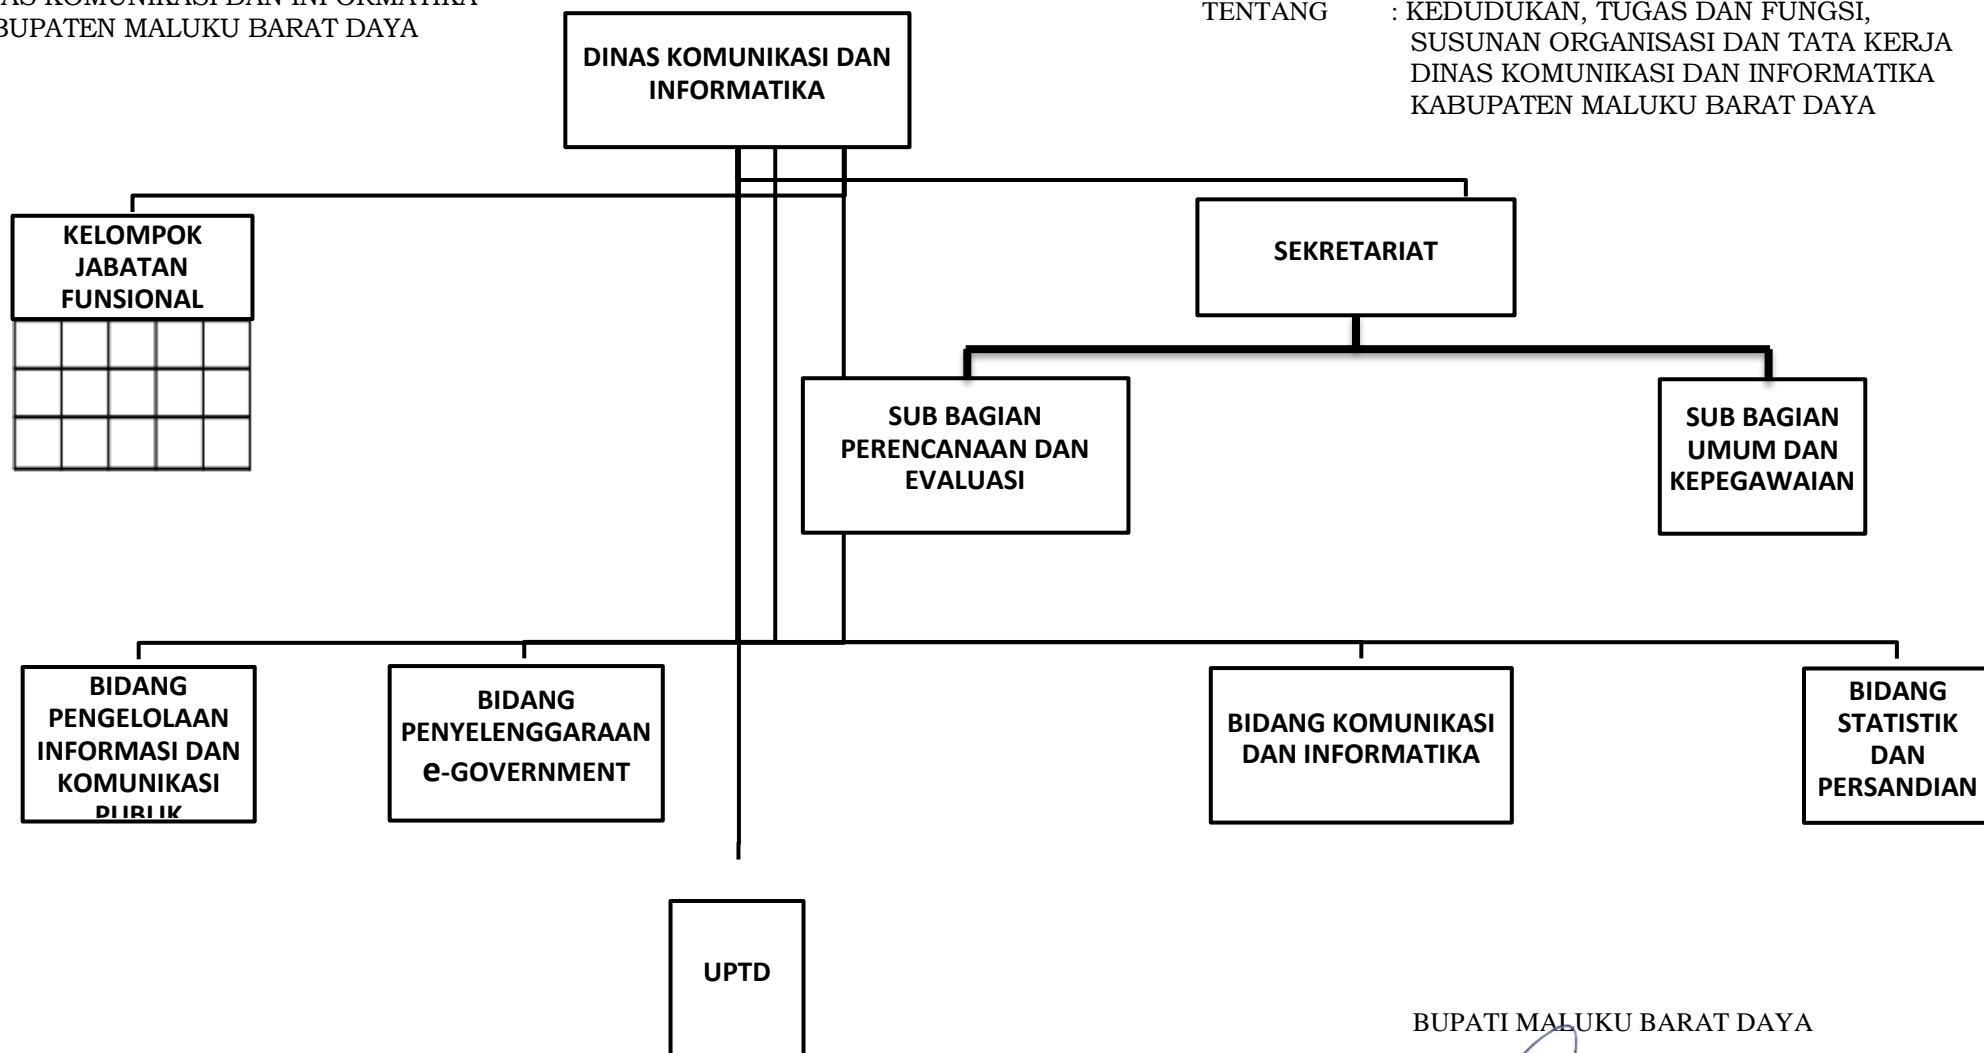 KABUPATEN MALUKU BARAT DAYA
TENTANG : KEDUDUKAN, TUGAS DAN FUNGSI,
SUSUNAN ORGANISASI DAN TATA KERJA
DINAS KOMUNIKASI DAN INFORMATIKA
KABUPATEN MALUKU BARAT DAYA
DINAS KOMUNIKASI DAN
INFORMATIKA
KELOMPOK
JABATAN
FUNSIONAL
SEKRETARIAT
SUB BAGIAN
PERENCANAAN DAN
EVALUASI
SUB BAGIAN
UMUM DAN
KEPEGAWAIAN
BIDANG
PENGELOLAAN
INFORMASI DAN
KOMUNIKASI
PUBLIK
BIDANG
PENYELENGGARAAN
e-GOVERNMENT
BIDANG KOMUNIKASI
DAN INFORMATIKA
BIDANG
STATISTIK
DAN
PERSANDIAN
UPTD
BUPATI MALUKU BARAT DAYA